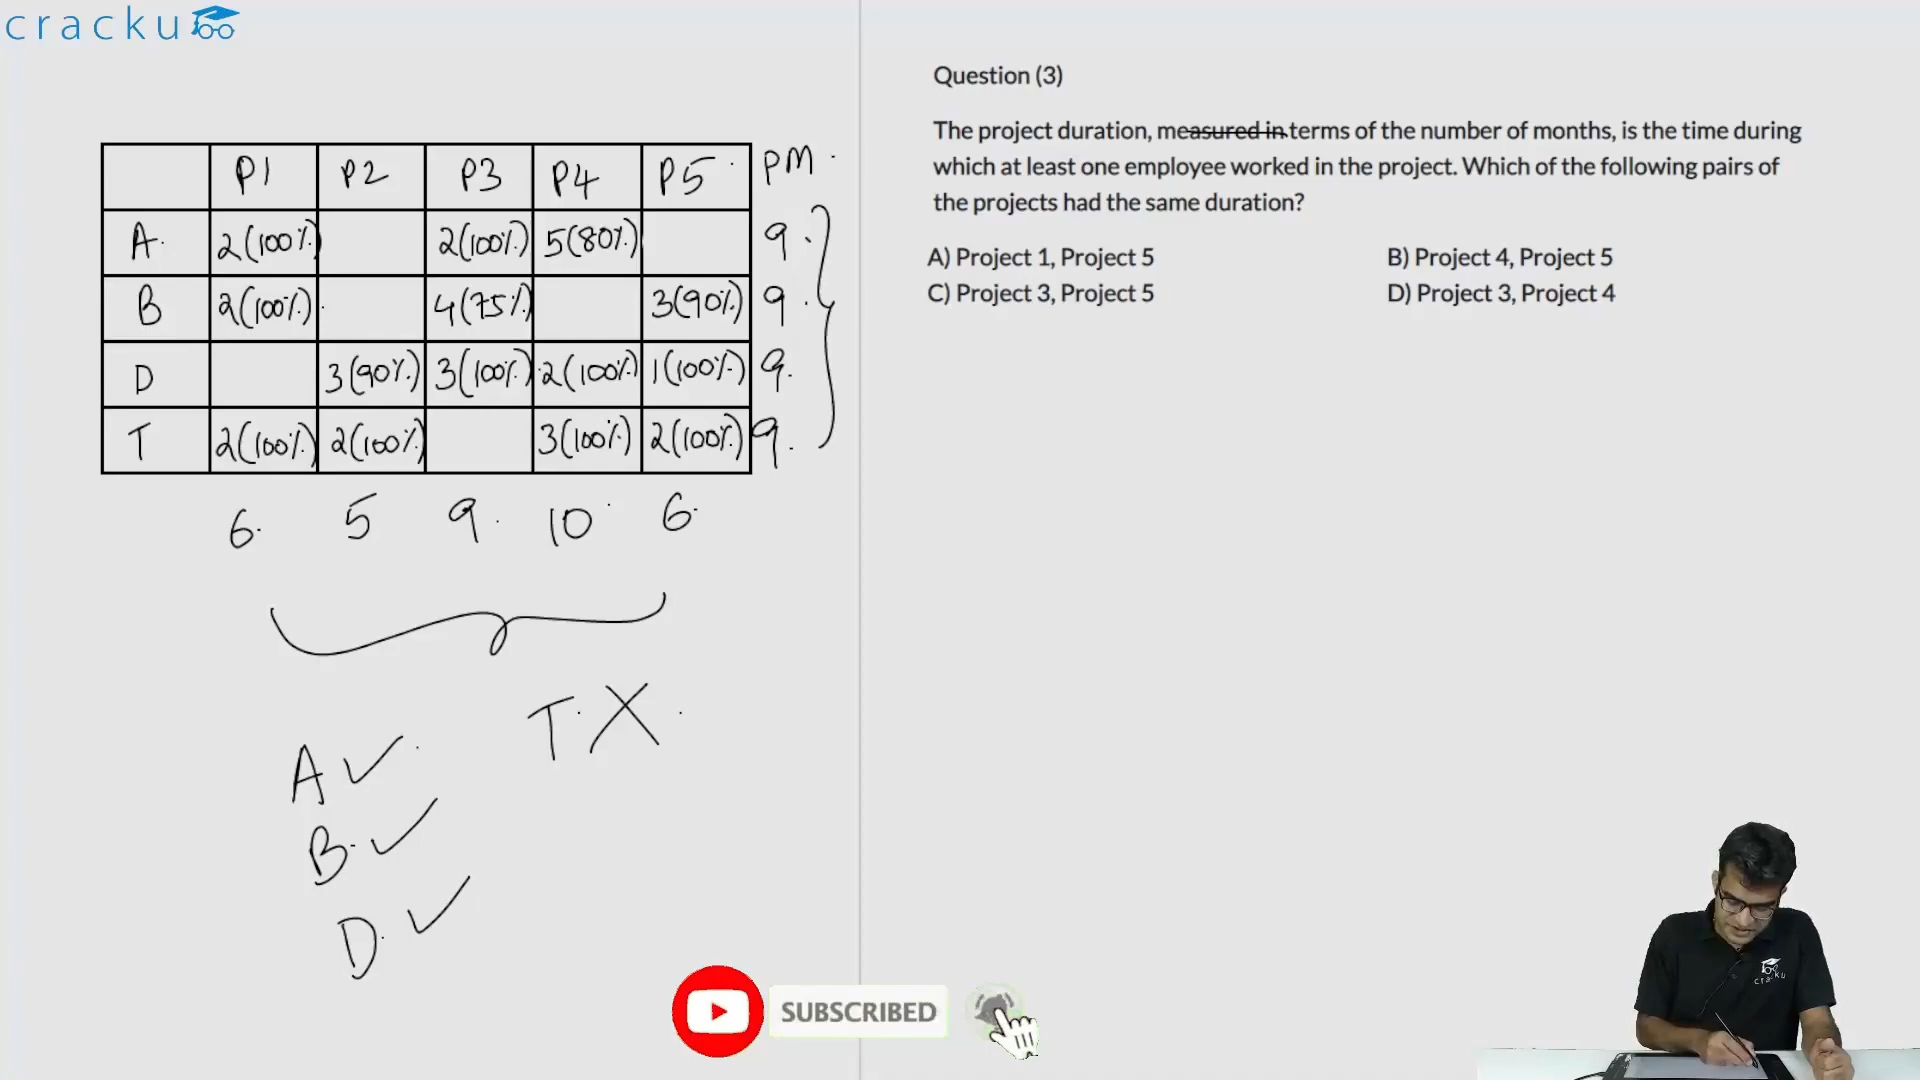 cracku
P1 P2 P3 P4 P5 PM
A 2(100%) 2(100%) 5(80%) 9
B 2(100%) 4(75%) 3(90%) 9
D 3(90%) 3(100%) 2(100%) 1(100%) 9
T 2(100%) 2(100%) 3(100%) 2(100%) 9
6 5 9 10 6
T X
A ✓
B ✓
D ✓
Question (3)
The project duration, measured in terms of the number of months, is the time during
which at least one employee worked in the project. Which of the following pairs of
the projects had the same duration?
A) Project 1, Project 5 B) Project 4, Project 5
C) Project 3, Project 5 D) Project 3, Project 4
SUBSCRIBED
cracku